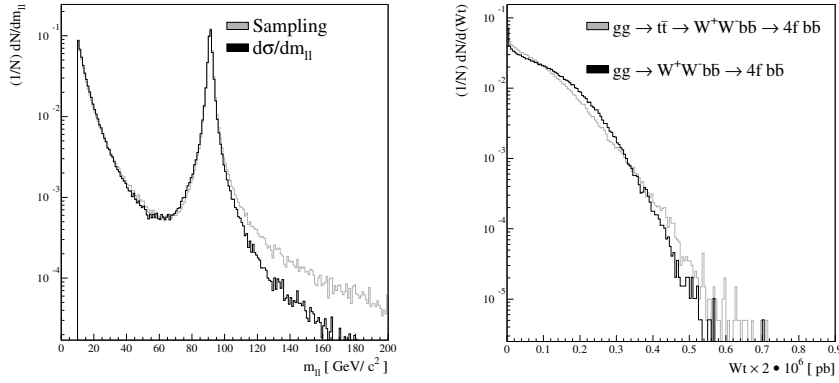 (1/N) dN/dm_ll
Sampling
dσ/dm_ll
10^-1
10^-2
10^-3
10^-4
0 20 40 60 80 100 120 140 160 180 200
m_ll [ GeV/ c²]
(1/N) dN/d(Wt)
gg → tt̄ → W⁺W⁻bb̄ → 4f bb̄
gg → W⁺W⁻bb̄ → 4f bb̄
10^-1
10^-2
10^-3
10^-4
10^-5
0 0.1 0.2 0.3 0.4 0.5 0.6 0.7 0.8 0.9
Wt × 2 • 10⁶ [ pb]